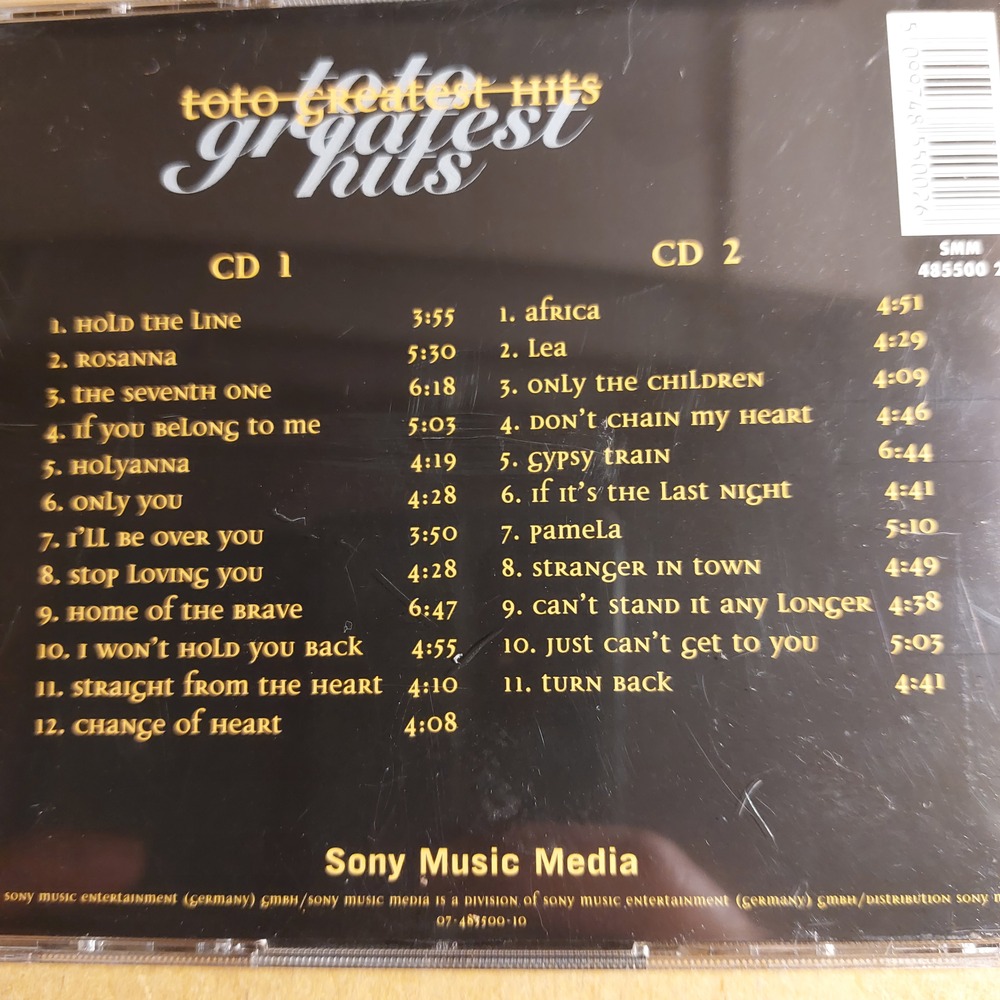 toto greatest hits
toto
greatest
hits
SMM
485500 2
CD 1
1. Hold the Line 3:55
2. Rosanna 5:30
3. the seventh one 6:18
4. If you belong to me 5:03
5. Holyanna 4:19
6. Only you 4:28
7. I'll be over you 3:50
8. Stop Loving you 4:28
9. Home of the Brave 6:47
10. I won't hold you back 4:55
11. Straight from the Heart 4:10
12. Change of Heart 4:08
CD 2
1. africa 4:51
2. Lea 4:29
3. Only the children 4:09
4. Don't chain my heart 4:46
5. Gypsy train 6:44
6. If it's the Last night 4:41
7. Pamela 5:10
8. Stranger in town 4:49
9. Can't stand it any Longer 4:38
10. Just can't get to you 5:03
11. Turn back 4:41
Sony Music Media
SONY MUSIC ENTERTAINMENT (GERMANY) GMBH/SONY MUSIC MEDIA IS A DIVISION OF SONY MUSIC ENTERTAINMENT (GERMANY) GMBH/DISTRIBUTION SONY
07-485500-10